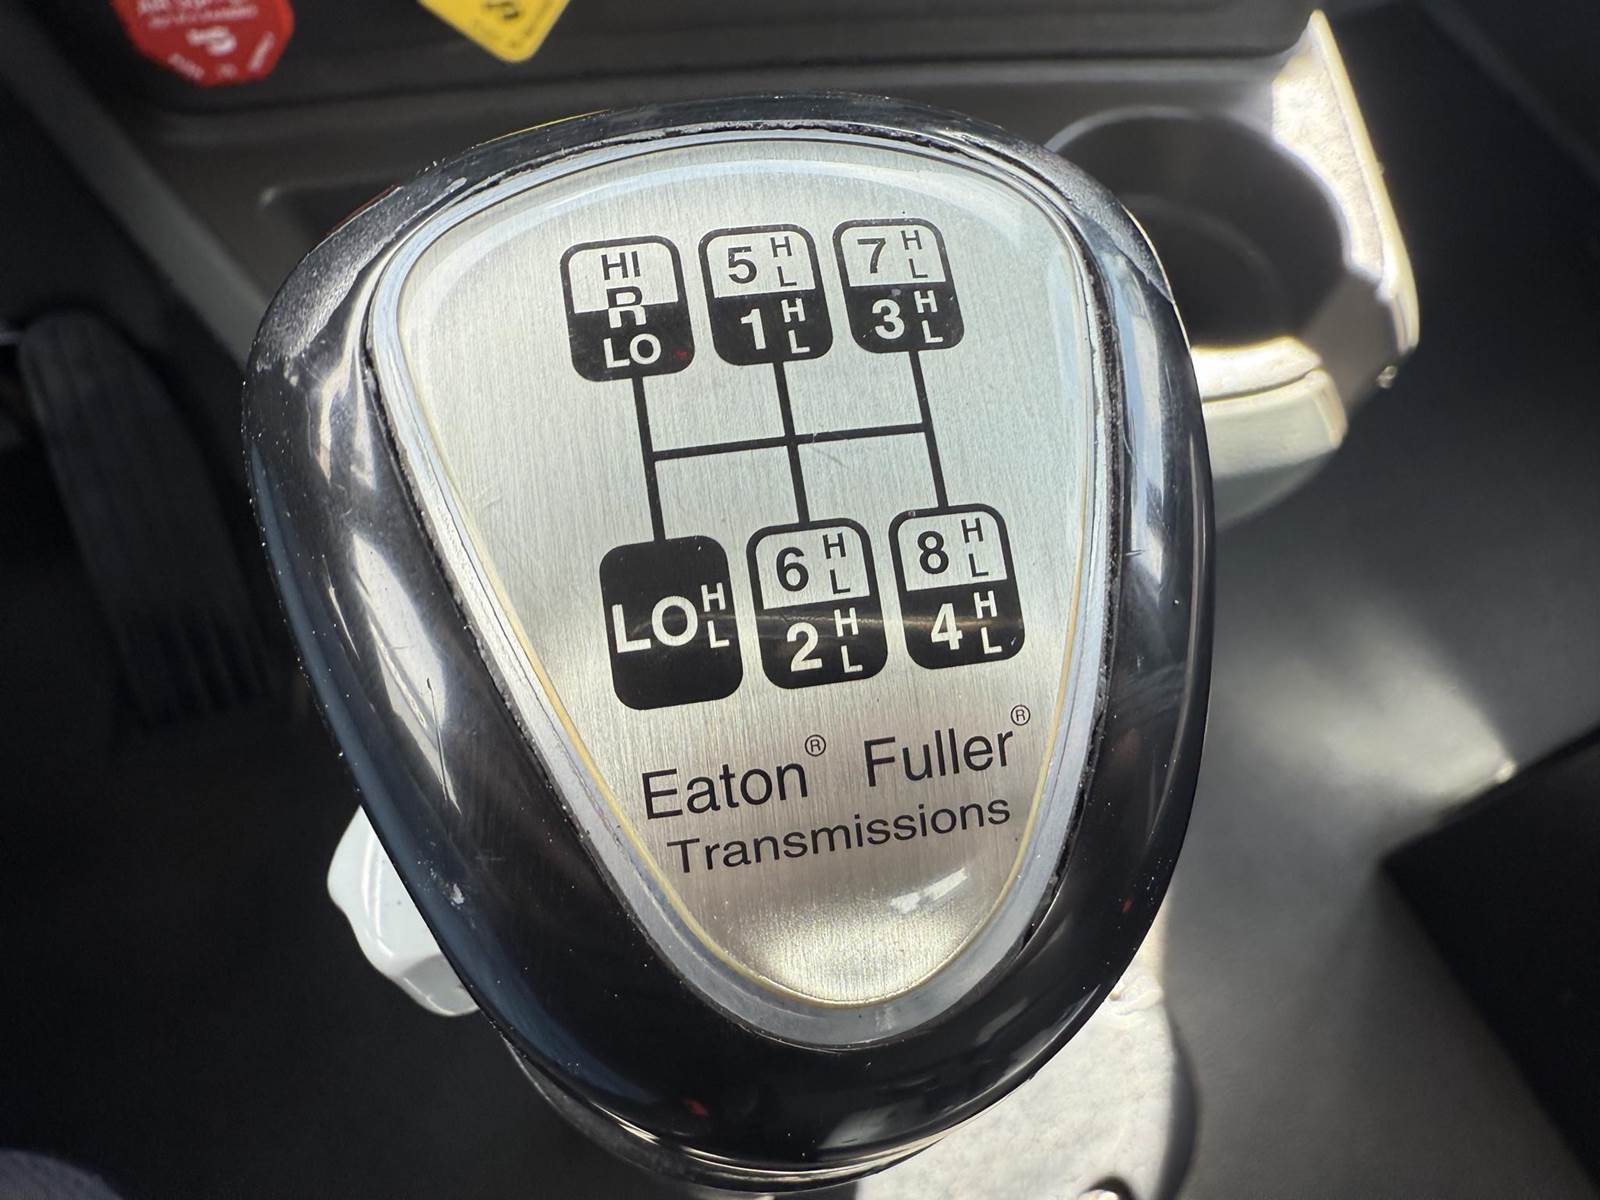 HI
R
LO
5 H L
1 H L
7 H L
3 H L
LO H L
6 H L
2 H L
8 H L
4 H L
Eaton® Fuller®
Transmissions